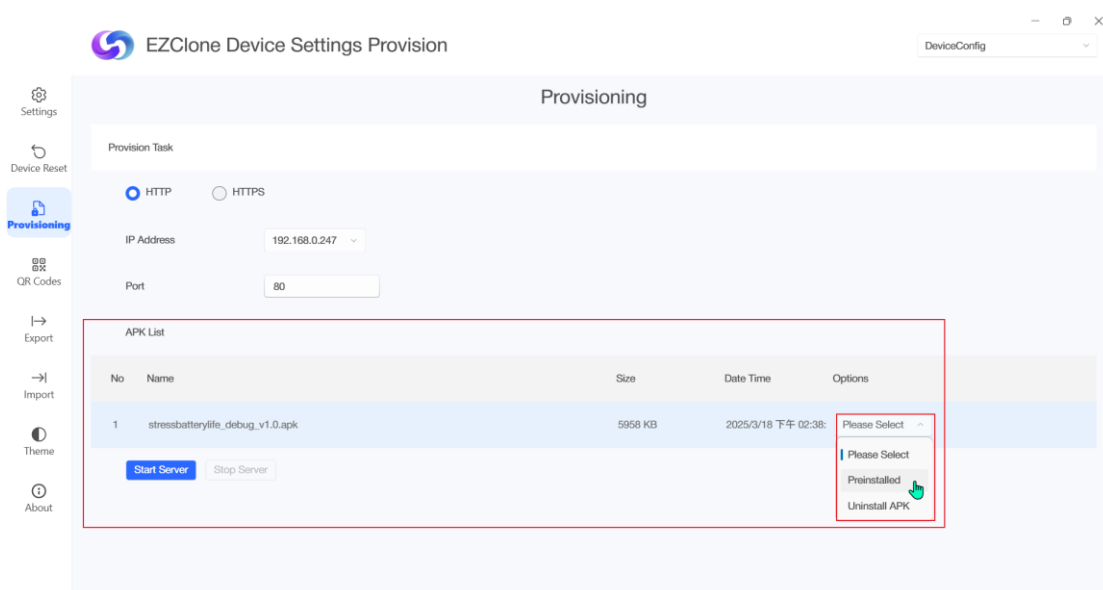 EZClone Device Settings Provision
DeviceConfig
Settings
Device Reset
Provisioning
QR Codes
Export
Import
Theme
About
Provisioning
Provision Task
HTTP HTTPS
IP Address 192.168.0.247
Port 80
APK List
No Name Size Date Time Options
1 stressbatterylife_debug_v1.0.apk 5958 KB 2025/3/18 下午 02:38: Please Select
Please Select
Preinstalled
Uninstall APK
Start Server Stop Server